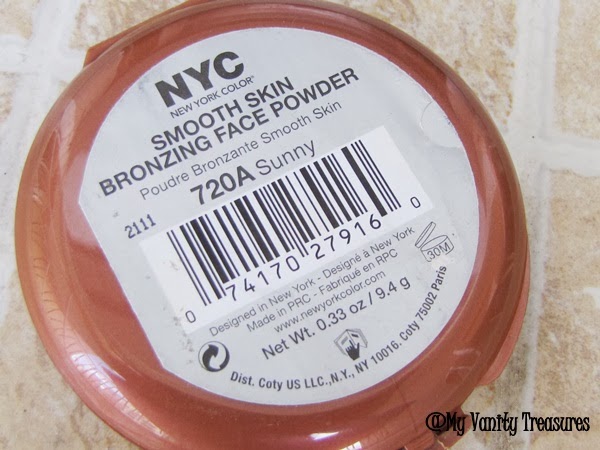 NYC
NEW YORK COLOR®
SMOOTH SKIN
BRONZING FACE POWDER
Poudre Bronzante Smooth Skin
720A Sunny
2111
0 74170 27916 0
Designed in New York - Designé à New York
Made in PRC - Fabriqué en RPC
www.newyorkcolor.com
Net Wt. 0.33 oz / 9.4 g
30M
Dist. Coty US LLC.,N.Y., NY 10016. Coty 75002 Paris
@My Vanity Treasures